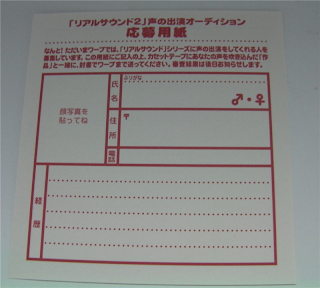 「リアルサウンド2」声の出演オーディション
応募用紙
なんと！ただいまワープでは、「リアルサウンド」シリーズに声の出演をしてくれる人を
募集しています。この用紙にご記入の上、カセットテープにあなたの声を吹き込んだ「作
品」と一緒に、封書でワープまで送ってください。審査結果は後日お知らせします。
顔写真を
貼ってね
ふりがな
氏名
♂・♀
住所
〒
電話
経歴